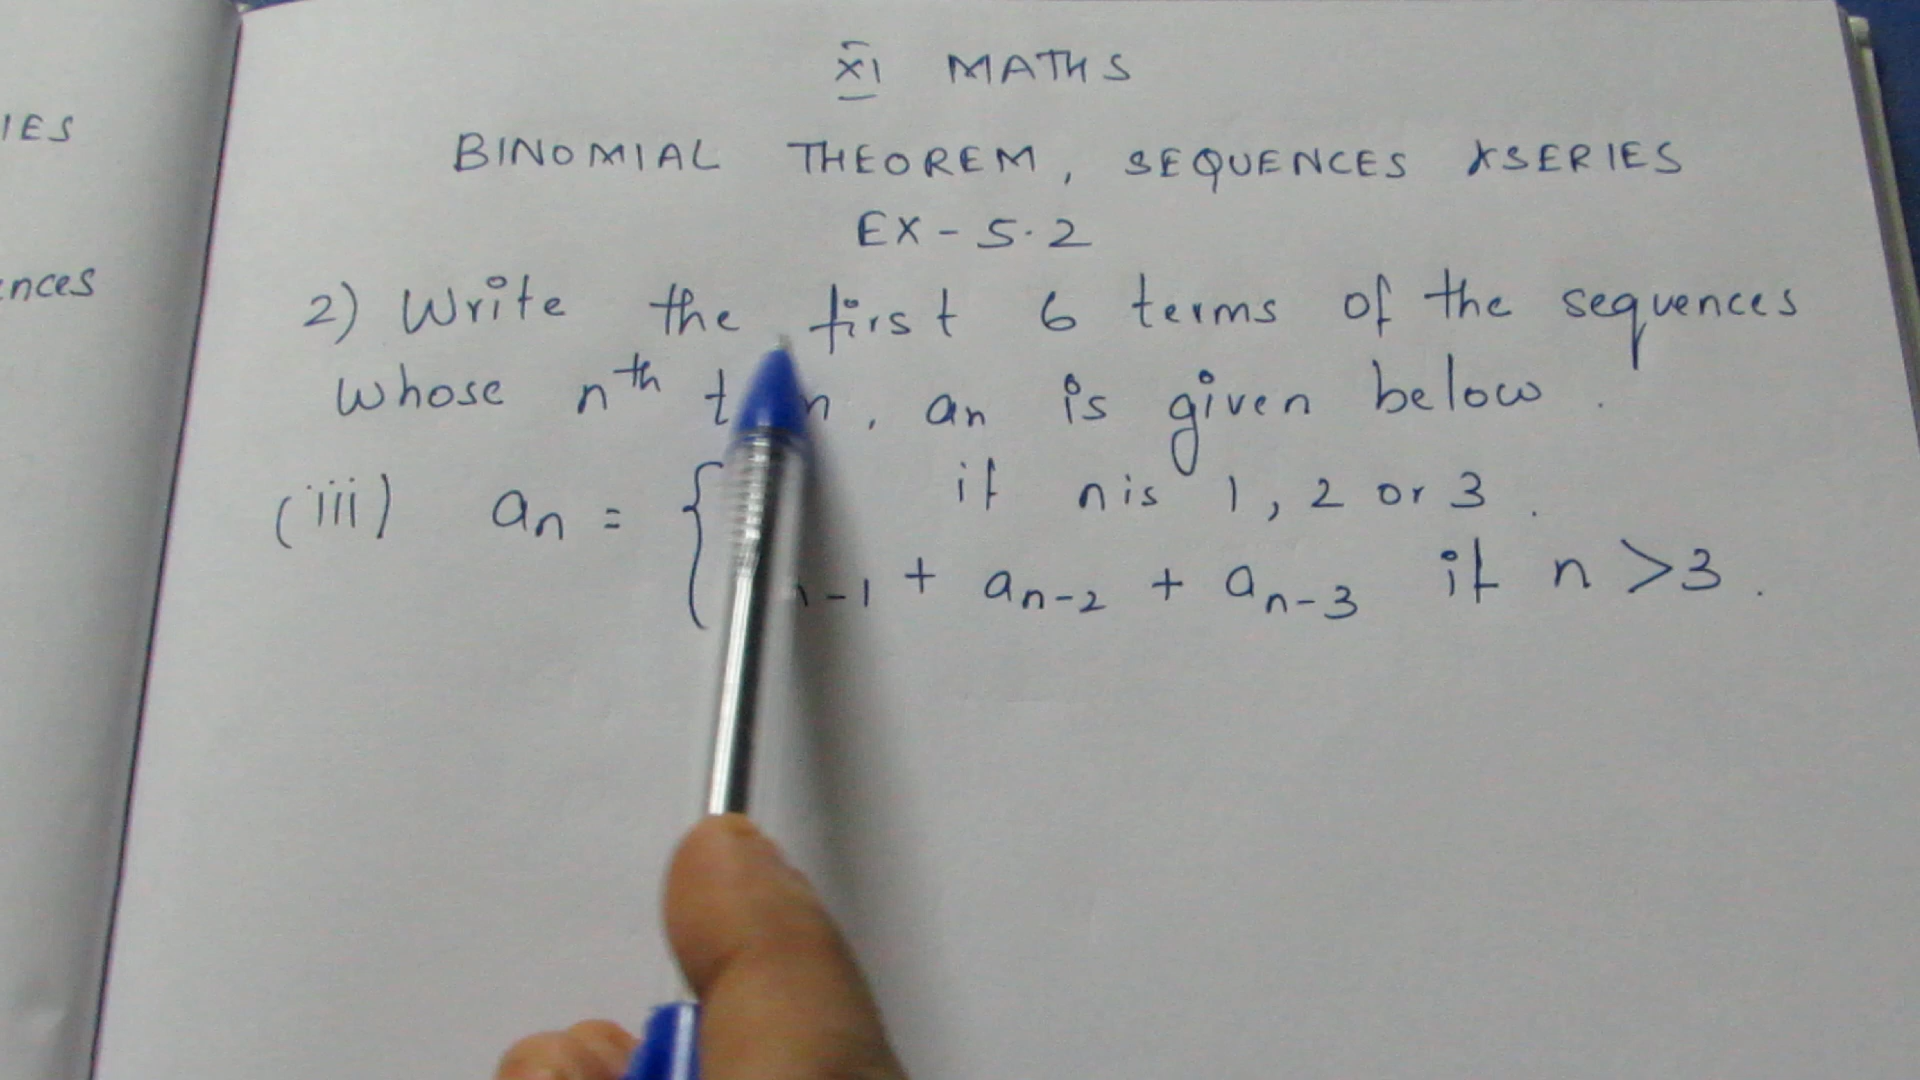 IES
ences
XI MATHS
BINOMIAL THEOREM, SEQUENCES & SERIES
EX - 5.2
2) Write the first 6 terms of the sequences
whose nth , an is given below.
(iii) an = { if n is 1, 2 or 3.
n-1 + an-2 + an-3 if n > 3.